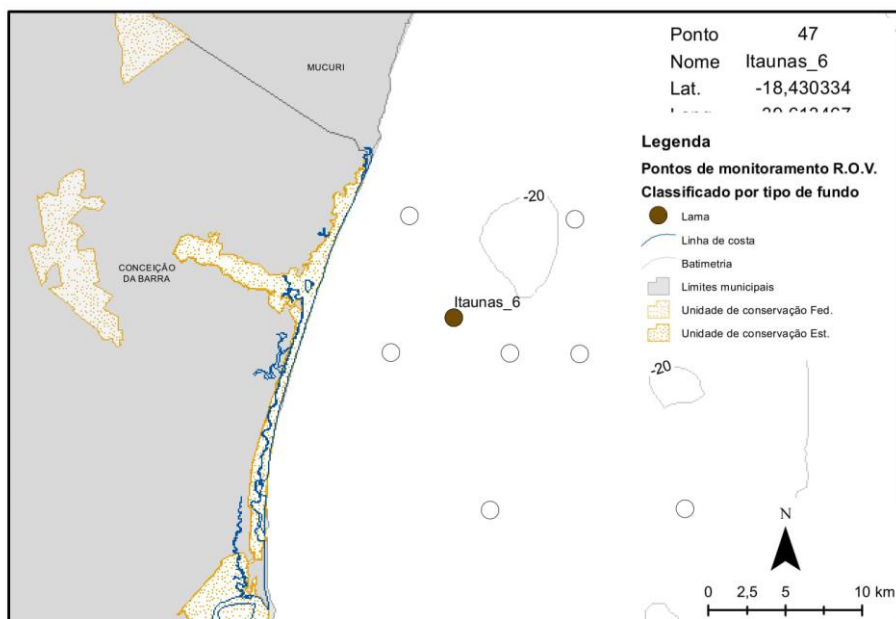 Ponto 47
Nome Itaunas_6
Lat. -18,430334
MUCURI
Legenda
Pontos de monitoramento R.O.V.
Classificado por tipo de fundo
Lama
Linha de costa
Batimetria
Limites municipais
Unidade de conservação Fed.
Unidade de conservação Est.
-20
CONCEIÇÃO
DA BARRA
Itaunas_6
-20
N
0 2,5 5 10 km